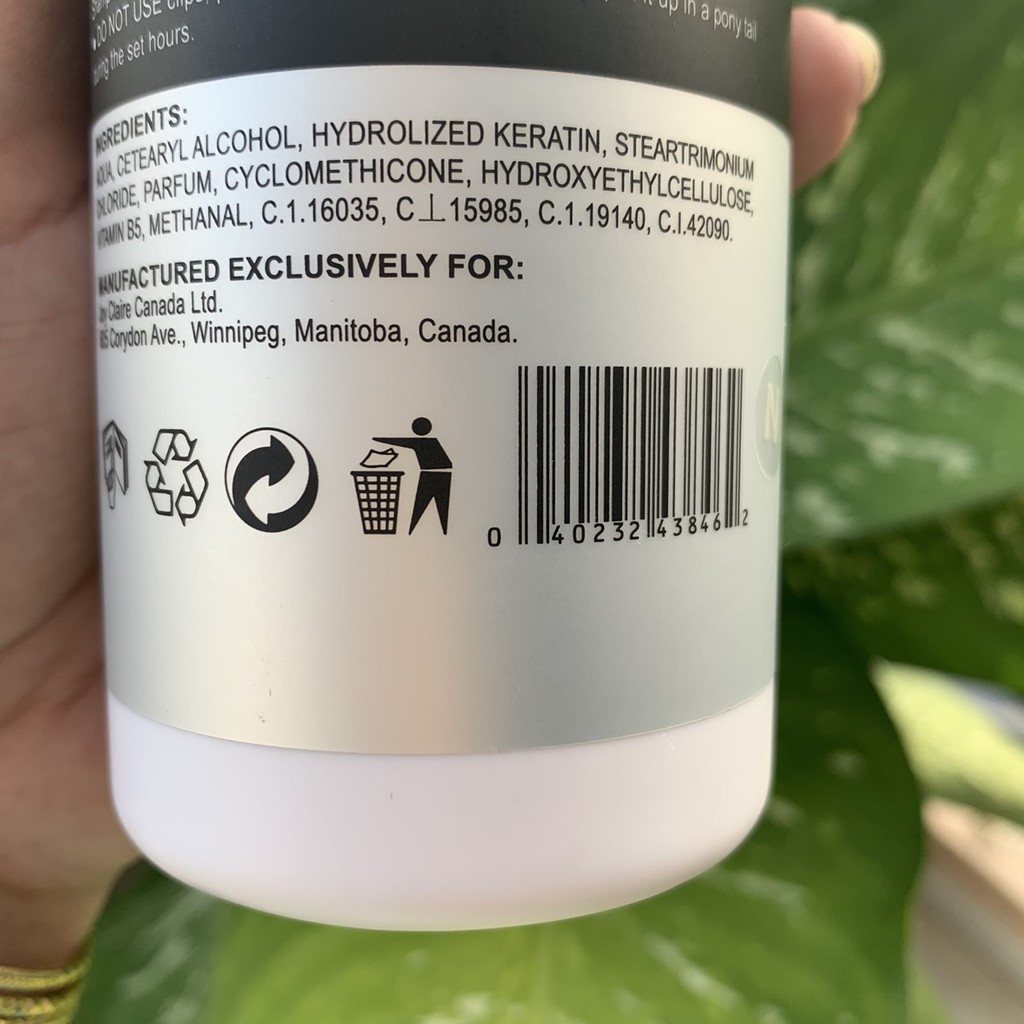 • DO NOT USE clips, up in a pony tail
the set hours.
INGREDIENTS:
AQUA, CETEARYL ALCOHOL, HYDROLIZED KERATIN, STEARTRIMONIUM
CHLORIDE, PARFUM, CYCLOMETHICONE, HYDROXYETHYLCELLULOSE,
VITAMIN B5, METHANAL, C.1.16035, C⊥15985, C.1.19140, C.I.42090.
MANUFACTURED EXCLUSIVELY FOR:
Claire Canada Ltd.
Corydon Ave., Winnipeg, Manitoba, Canada.
N
0 40232 43846 2